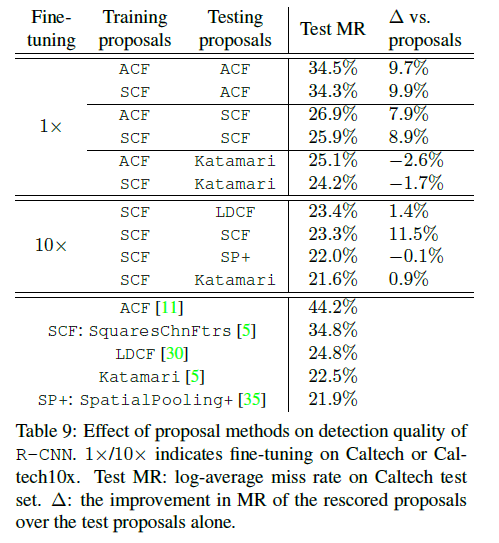 Fine- Training Testing Test MR Δ vs.
tuning proposals proposals proposals
ACF ACF 34.5% 9.7%
SCF ACF 34.3% 9.9%
1× ACF SCF 26.9% 7.9%
SCF SCF 25.9% 8.9%
ACF Katamari 25.1% −2.6%
SCF Katamari 24.2% −1.7%
SCF LDCF 23.4% 1.4%
10× SCF SCF 23.3% 11.5%
SCF SP+ 22.0% −0.1%
SCF Katamari 21.6% 0.9%
ACF [11] 44.2%
SCF: SquaresChnFtrs [5] 34.8%
LDCF [30] 24.8%
Katamari [5] 22.5%
SP+: SpatialPooling+ [35] 21.9%
Table 9: Effect of proposal methods on detection quality of
R-CNN. 1×/10× indicates fine-tuning on Caltech or Cal-
tech10x. Test MR: log-average miss rate on Caltech test
set. Δ: the improvement in MR of the rescored proposals
over the test proposals alone.